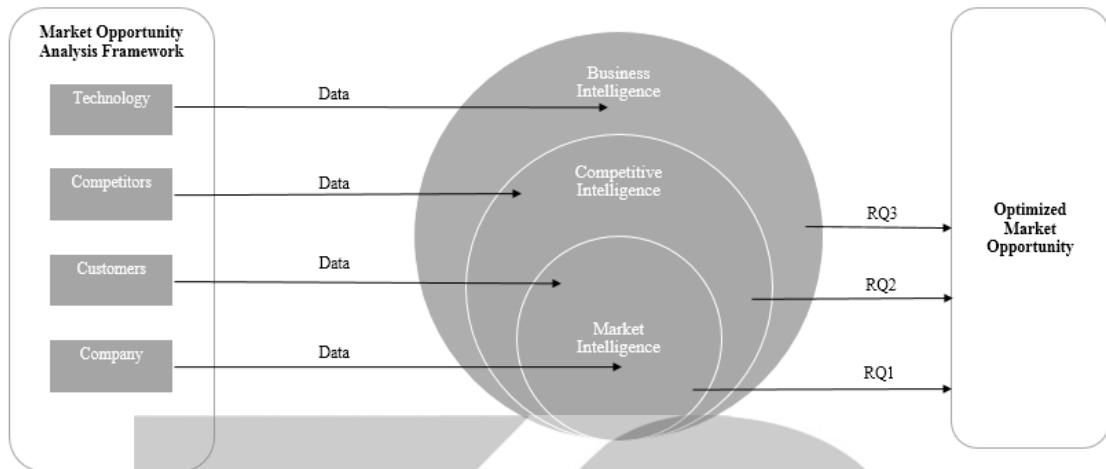 Market Opportunity
Analysis Framework
Technology
Competitors
Customers
Company
Data
Data
Data
Data
Business
Intelligence
Competitive
Intelligence
Market
Intelligence
RQ3
RQ2
RQ1
Optimized
Market
Opportunity